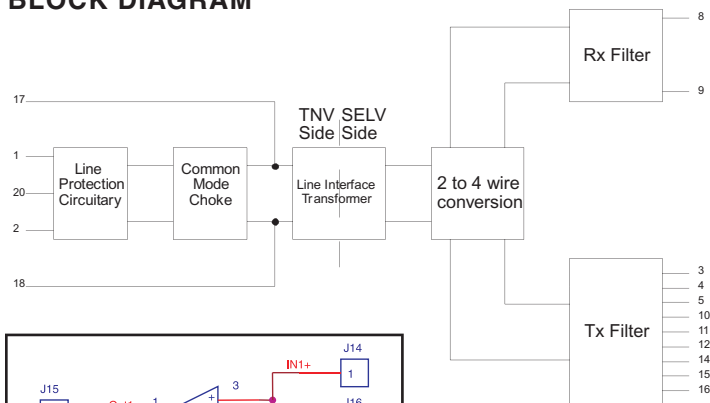 BLOCK DIAGRAM
8
Rx Filter
9
17
TNV SELV
Side Side
1
Line
Protection
Circuitary
20
2
Common
Mode
Choke
Line Interface
Transformer
2 to 4 wire
conversion
18
3
4
5
10
11
12
14
15
16
Tx Filter
J14
IN1+
1
J15
3
+
1
J16